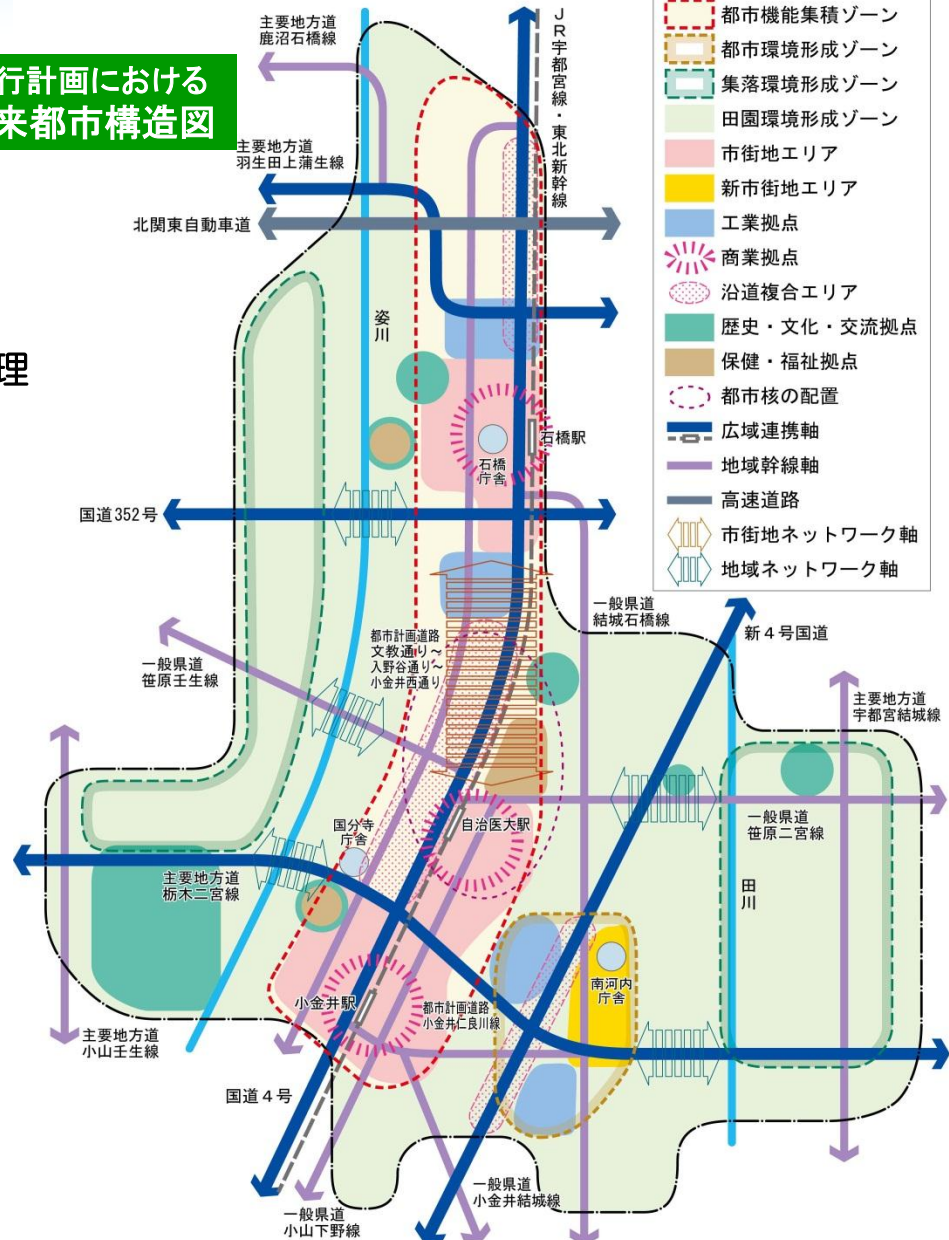 行計画における
来都市構造図
理
主要地方道
鹿沼石橋線
JR宇都宮線・東北新幹線
主要地方道
羽生田上蒲生線
北関東自動車道
姿川
石橋駅
石橋
庁舎
国道352号
一般県道
結城石橋線
新4号国道
都市計画道路
文教通り～
入野谷通り～
小金井西通り
一般県道
笹原壬生線
主要地方道
宇都宮結城線
国分寺
庁舎
自治医大駅
一般県道
笹原二宮線
主要地方道
栃木二宮線
田川
南河内
庁舎
小金井駅
都市計画道路
小金井仁良川線
主要地方道
小山壬生線
国道4号
一般県道
小金井結城線
一般県道
小山下野線
都市機能集積ゾーン
都市環境形成ゾーン
集落環境形成ゾーン
田園環境形成ゾーン
市街地エリア
新市街地エリア
工業拠点
商業拠点
沿道複合エリア
歴史・文化・交流拠点
保健・福祉拠点
都市核の配置
広域連携軸
地域幹線軸
高速道路
市街地ネットワーク軸
地域ネットワーク軸